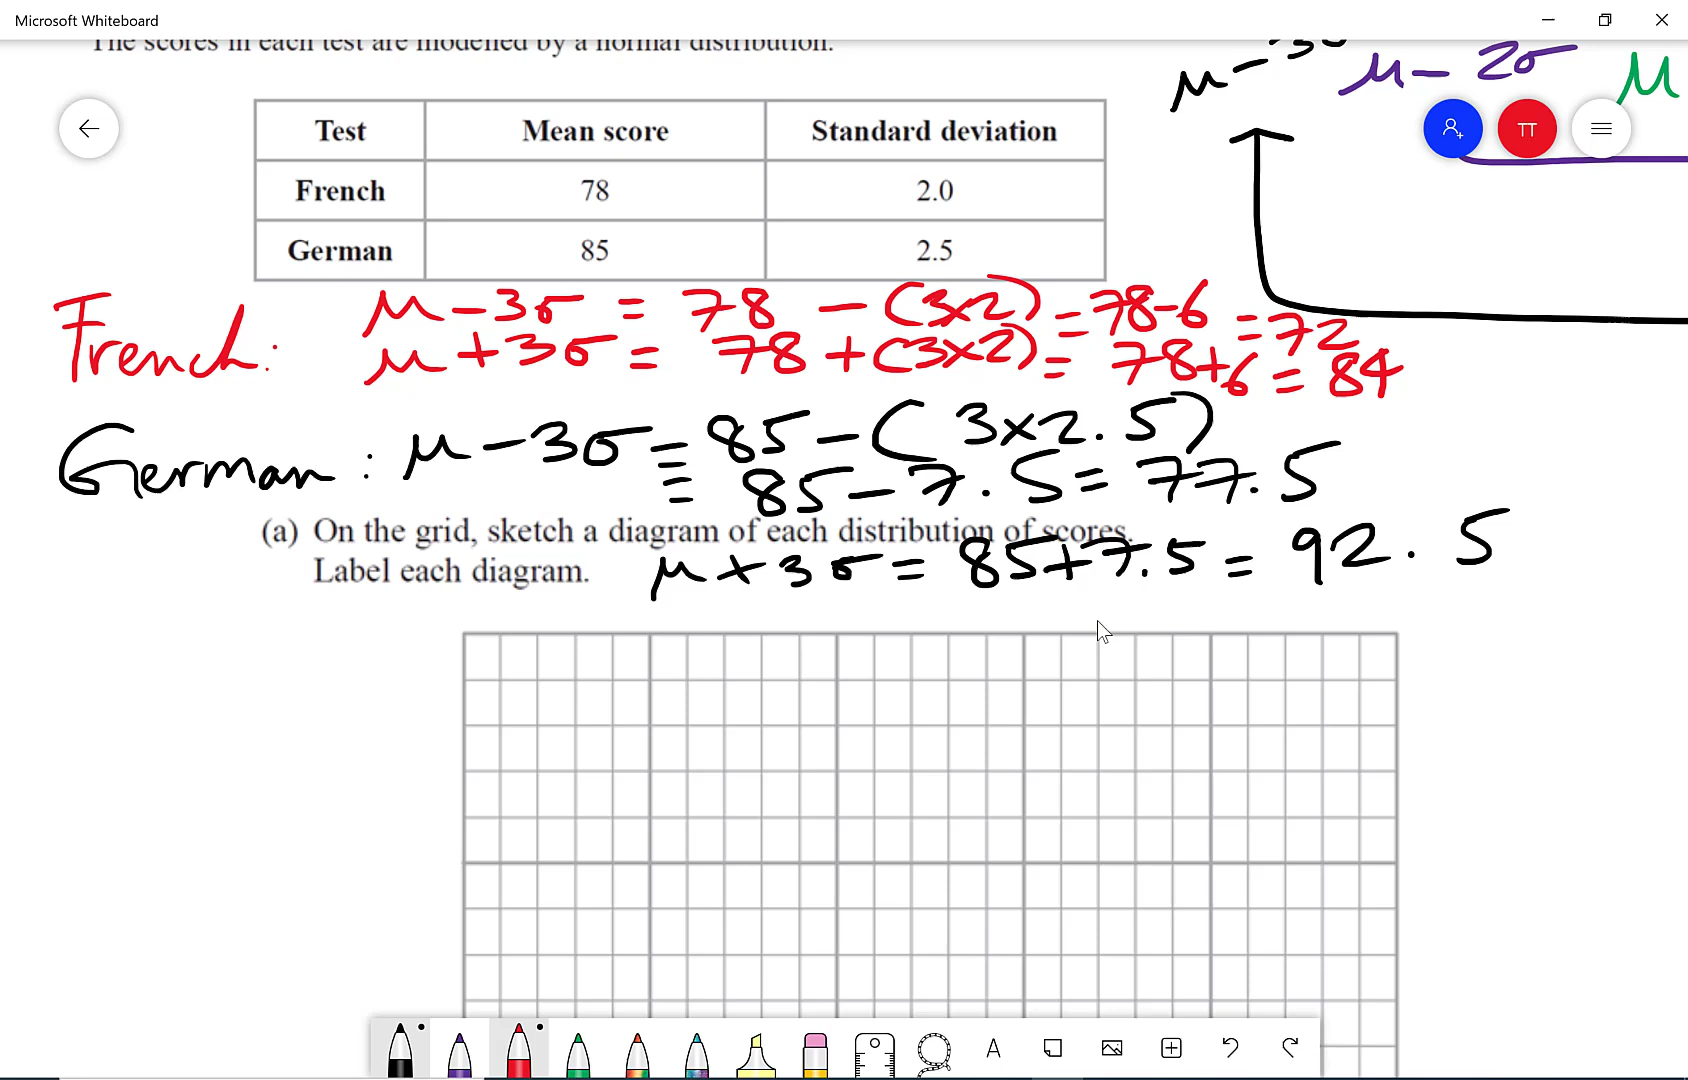 Microsoft Whiteboard
The scores in each test are modelled by a normal distribution.
μ - 3σ μ - 2σ μ
TT
Test Mean score Standard deviation
French 78 2.0
German 85 2.5
French: μ - 3σ = 78 - (3×2) = 78-6 = 72
μ + 3σ = 78 + (3×2) = 78+6 = 84
German: μ - 3σ = 85 - (3×2.5)
= 85 - 7.5 = 77.5
(a) On the grid, sketch a diagram of each distribution of scores.
Label each diagram.
μ + 3σ = 85+7.5 = 92.5
A